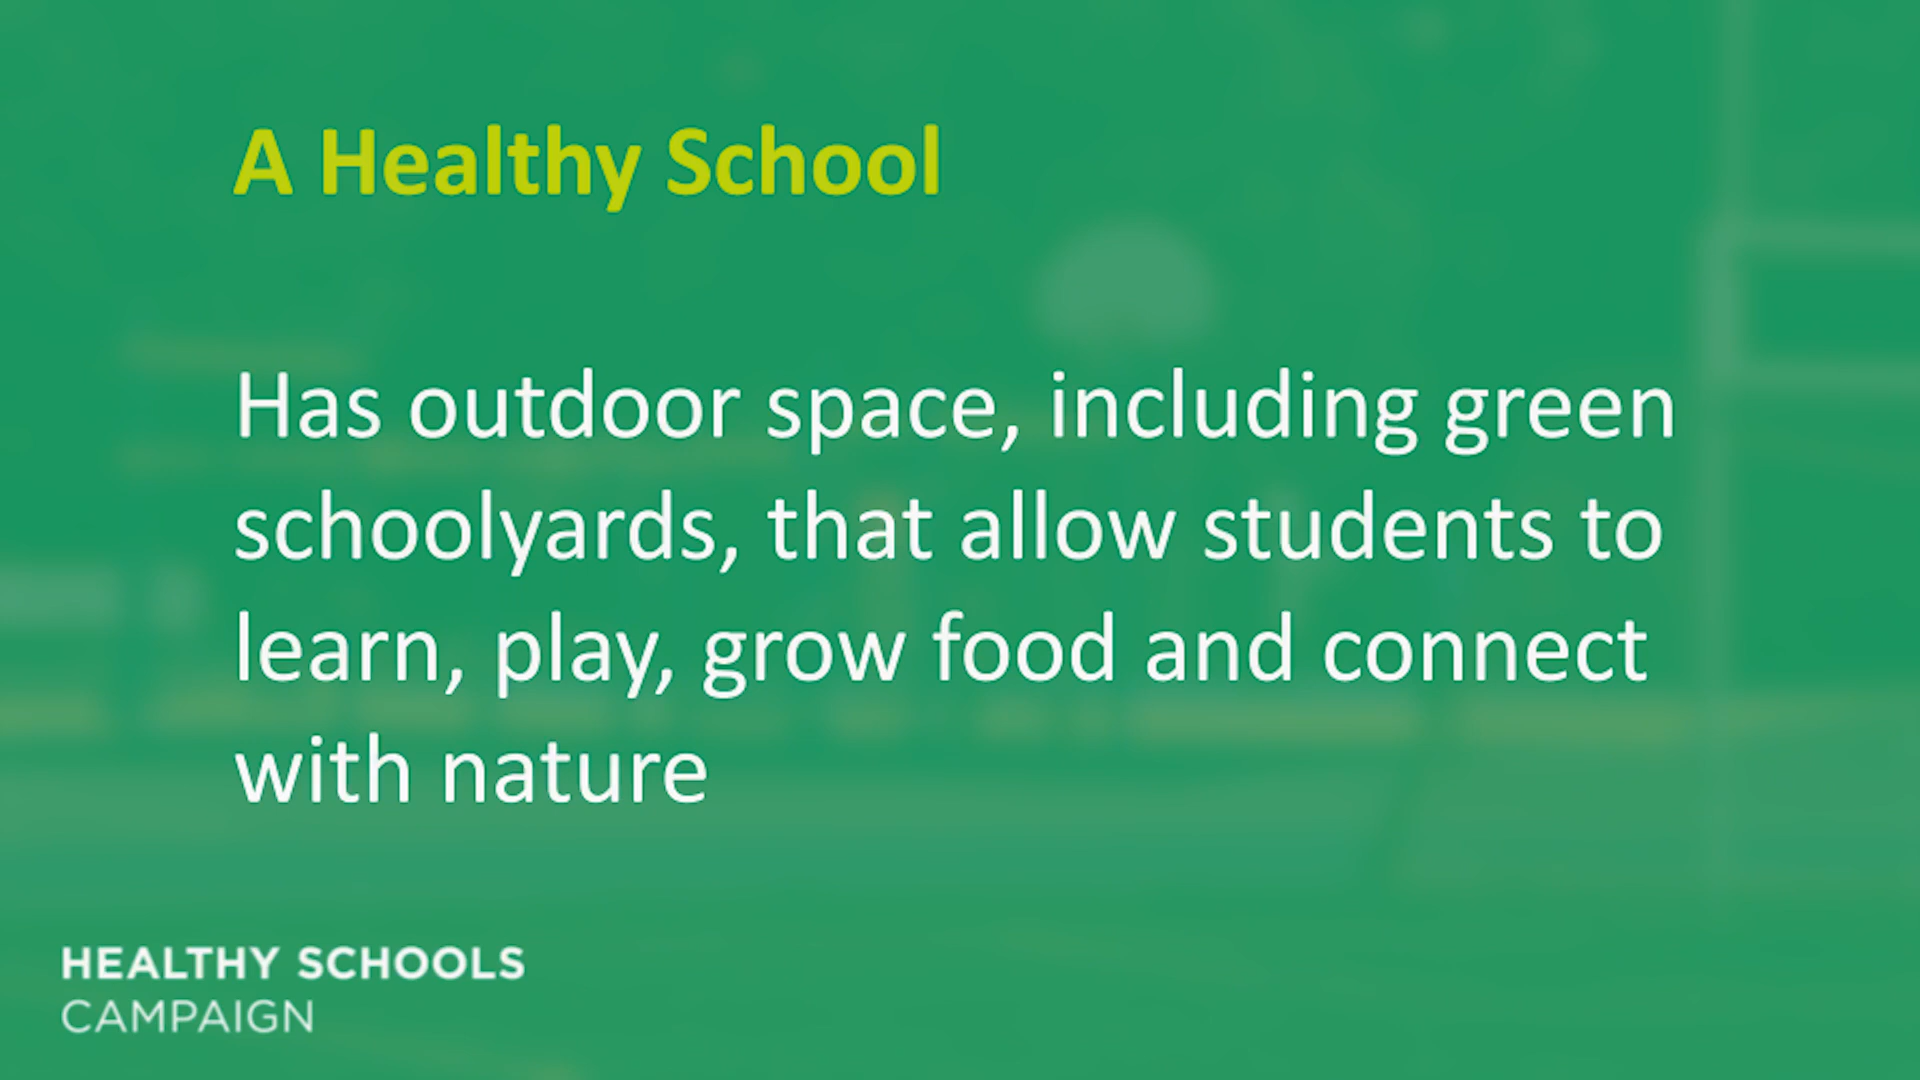 A Healthy School
Has outdoor space, including green
schoolyards, that allow students to
learn, play, grow food and connect
with nature
HEALTHY SCHOOLS
CAMPAIGN